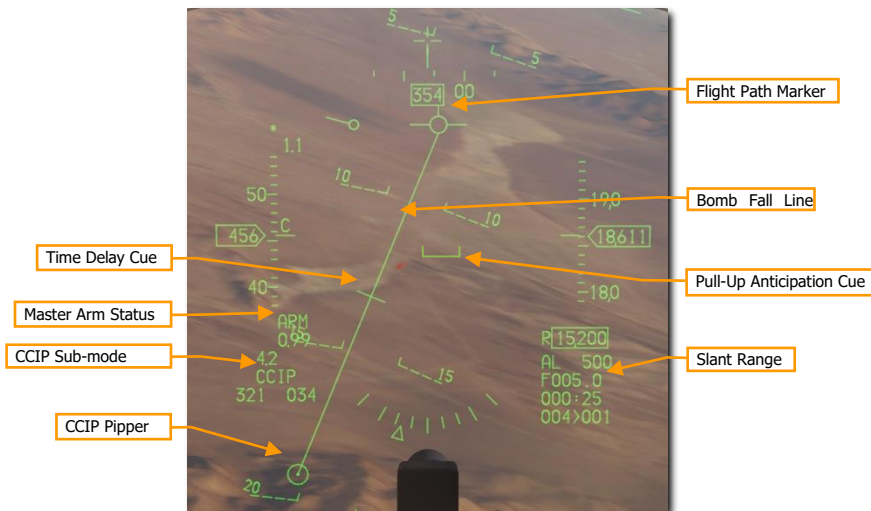 5
5
354 00
Flight Path Marker
1.1
10
50
19,0
Bomb Fall Line
10
456 C
18,611
Time Delay Cue
Pull-Up Anticipation Cue
40
18,0
Master Arm Status
ARM
0.99
15
R 15,200
CCIP Sub-mode
4.2
AL 500
Slant Range
CCIP
F005.0
15
321 034
000:25
004>001
CCIP Pipper
20